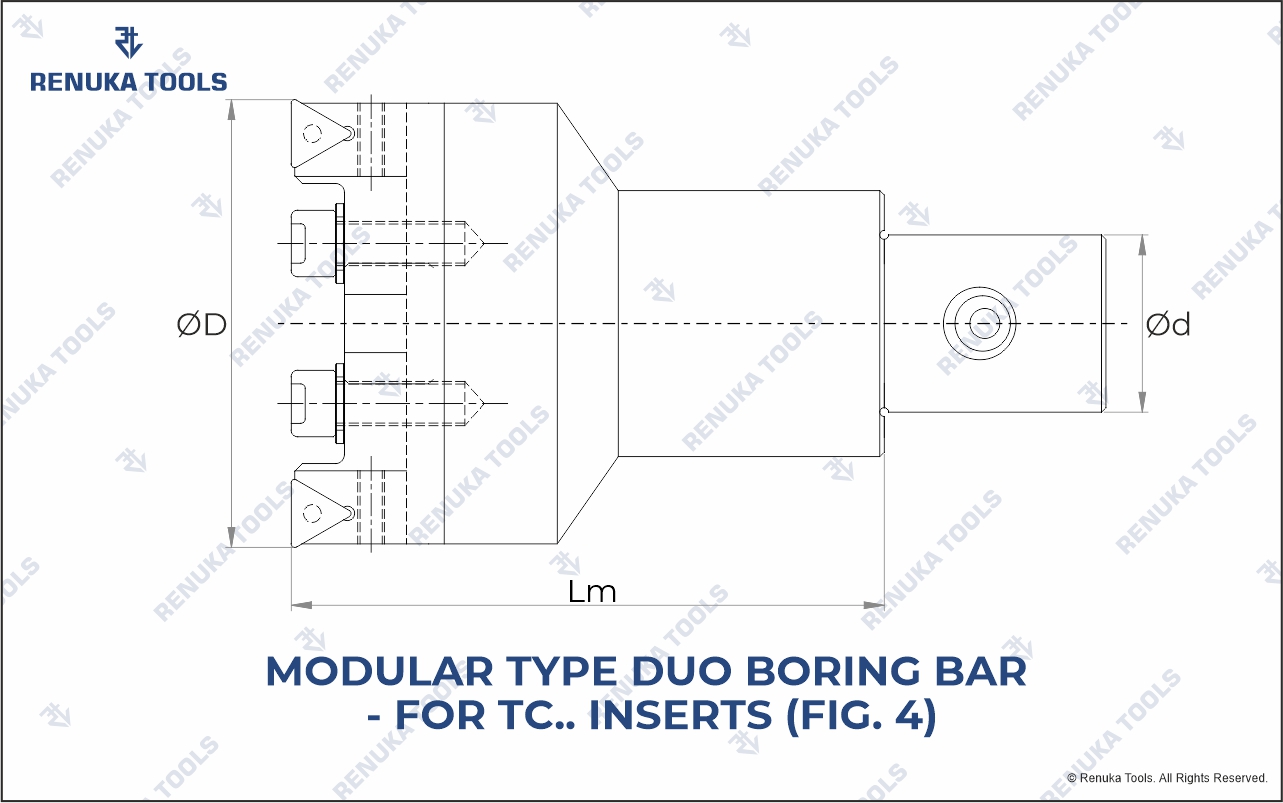 RENUKA TOOLS
ØD
Ød
Lm
MODULAR TYPE DUO BORING BAR
- FOR TC.. INSERTS (FIG. 4)
© Renuka Tools. All Rights Reserved.